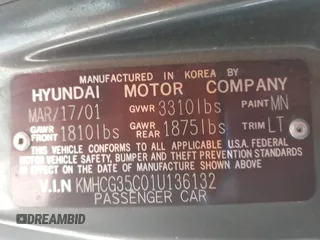 MANUFACTURED IN KOREA BY
HYUNDAI MOTOR COMPANY
MAR/17/01 GVWR 3310lbs PAINT MN
GAWR FRONT 1810lbs GAWR REAR 1875lbs TRIM LT
THIS VEHICLE CONFORMS TO ALL APPLICABLE U.S.A FEDERAL
MOTOR VEHICLE SAFETY, BUMPER AND THEFT PREVENTION
STANDARDS IN EFFECT ON THE DATE OF MANUFACTURE SHOWN ABOVE.
V.I.N KMHCG35C01U136132
PASSENGER CAR
DREAMBID